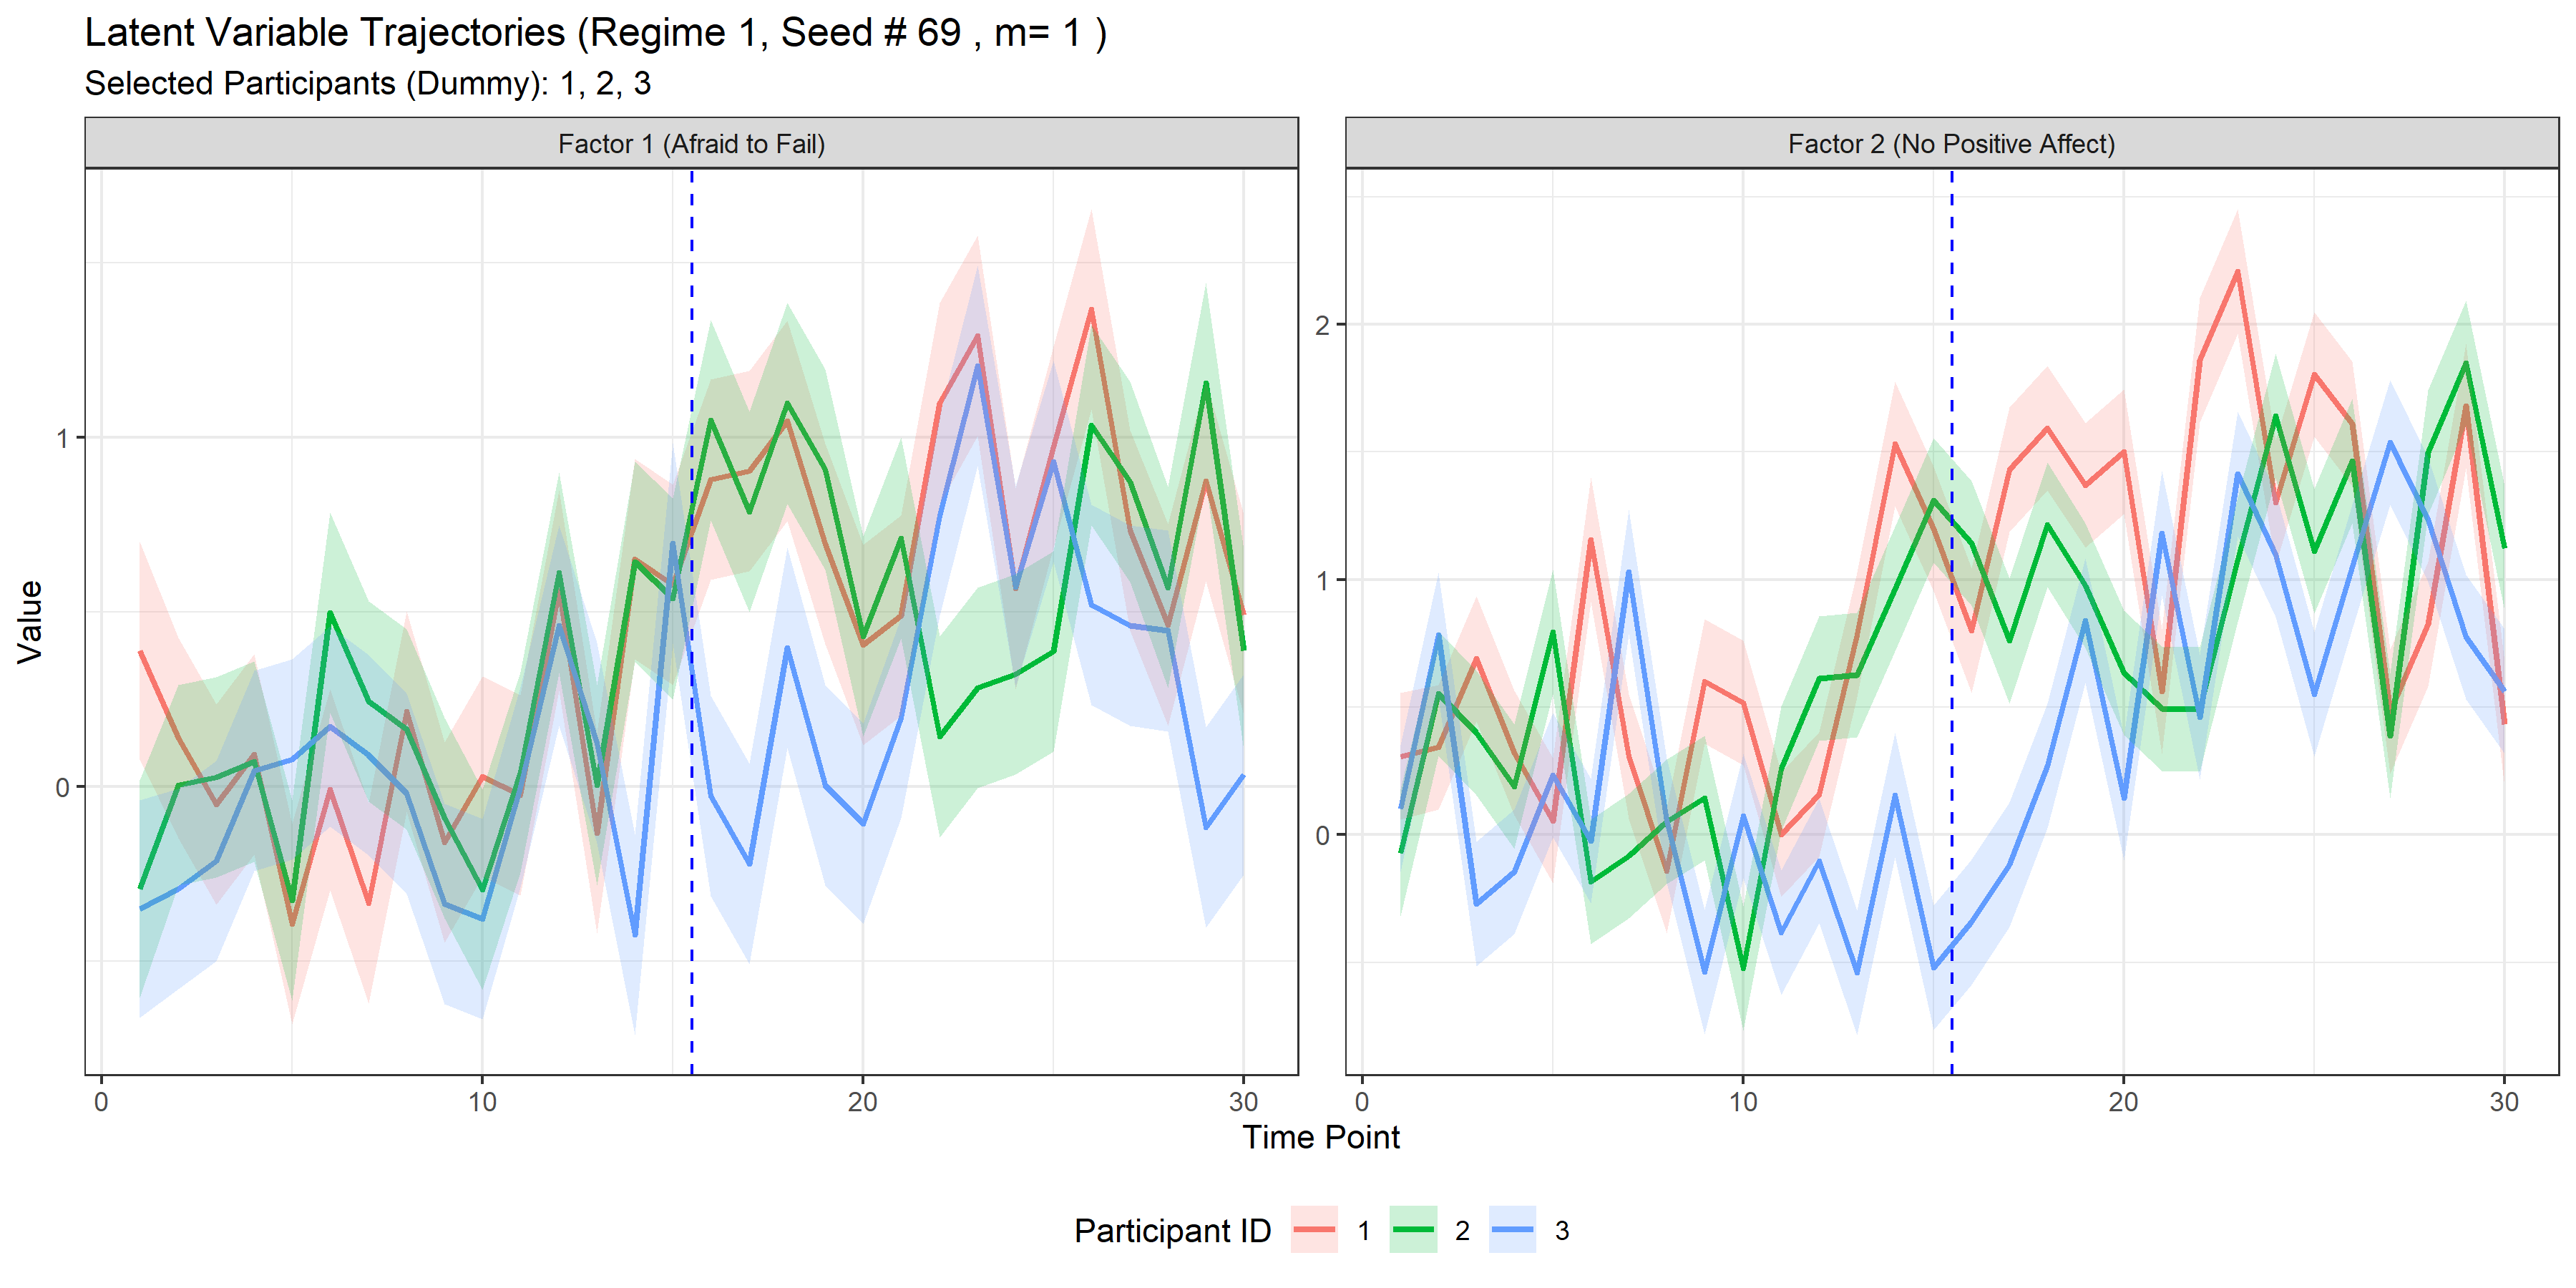 Latent Variable Trajectories (Regime 1, Seed # 69 , m= 1 )
Selected Participants (Dummy): 1, 2, 3
Factor 1 (Afraid to Fail)
Factor 2 (No Positive Affect)
Value
1
0
2
1
0
0 10 20 30
0 10 20 30
Time Point
Participant ID 1 2 3